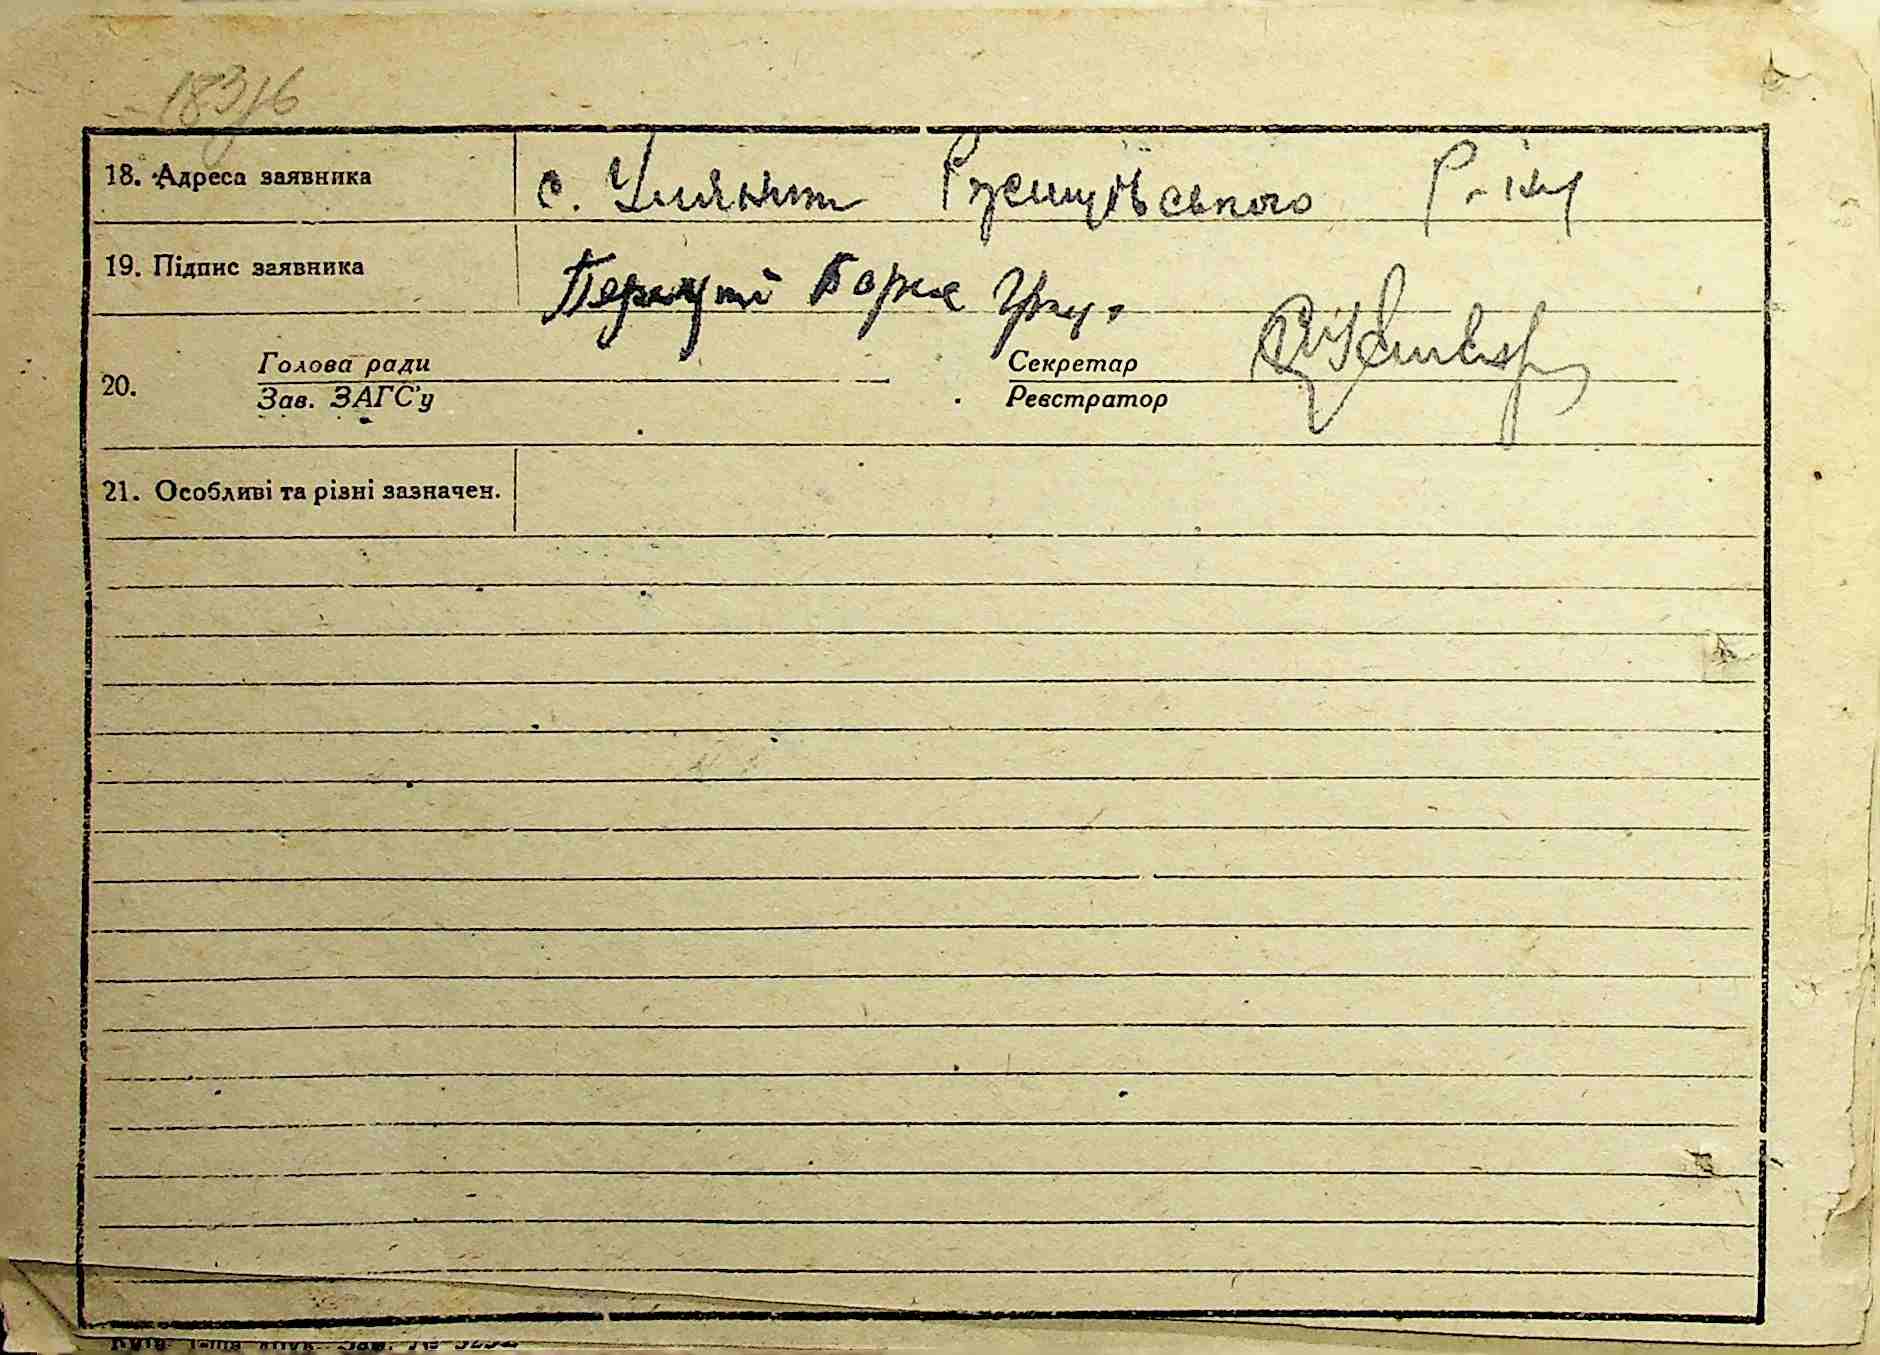 183/6
18. Адреса заявника с. Уляники Ржищівського р-ну
19. Підпис заявника
Голова ради Секретар
20.
Зав. ЗАГС'у Реєстратор
21. Особливі та різні зазначен.